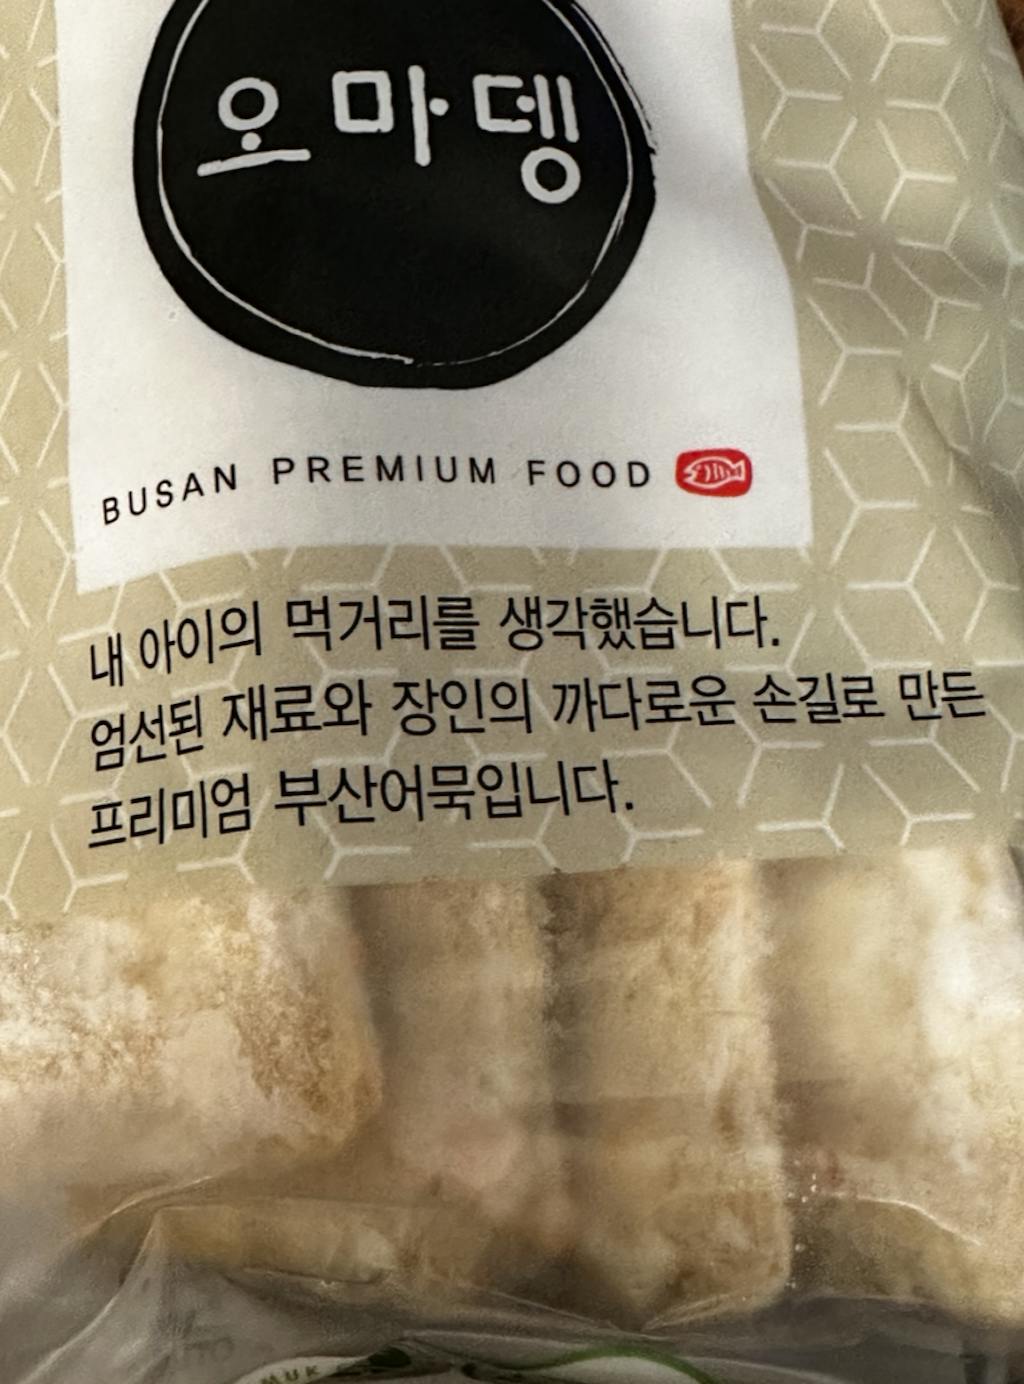 오마뎅
BUSAN PREMIUM FOOD
내 아이의 먹거리를 생각했습니다.
엄선된 재료와 장인의 까다로운 손길로 만든
프리미엄 부산어묵입니다.
MUK